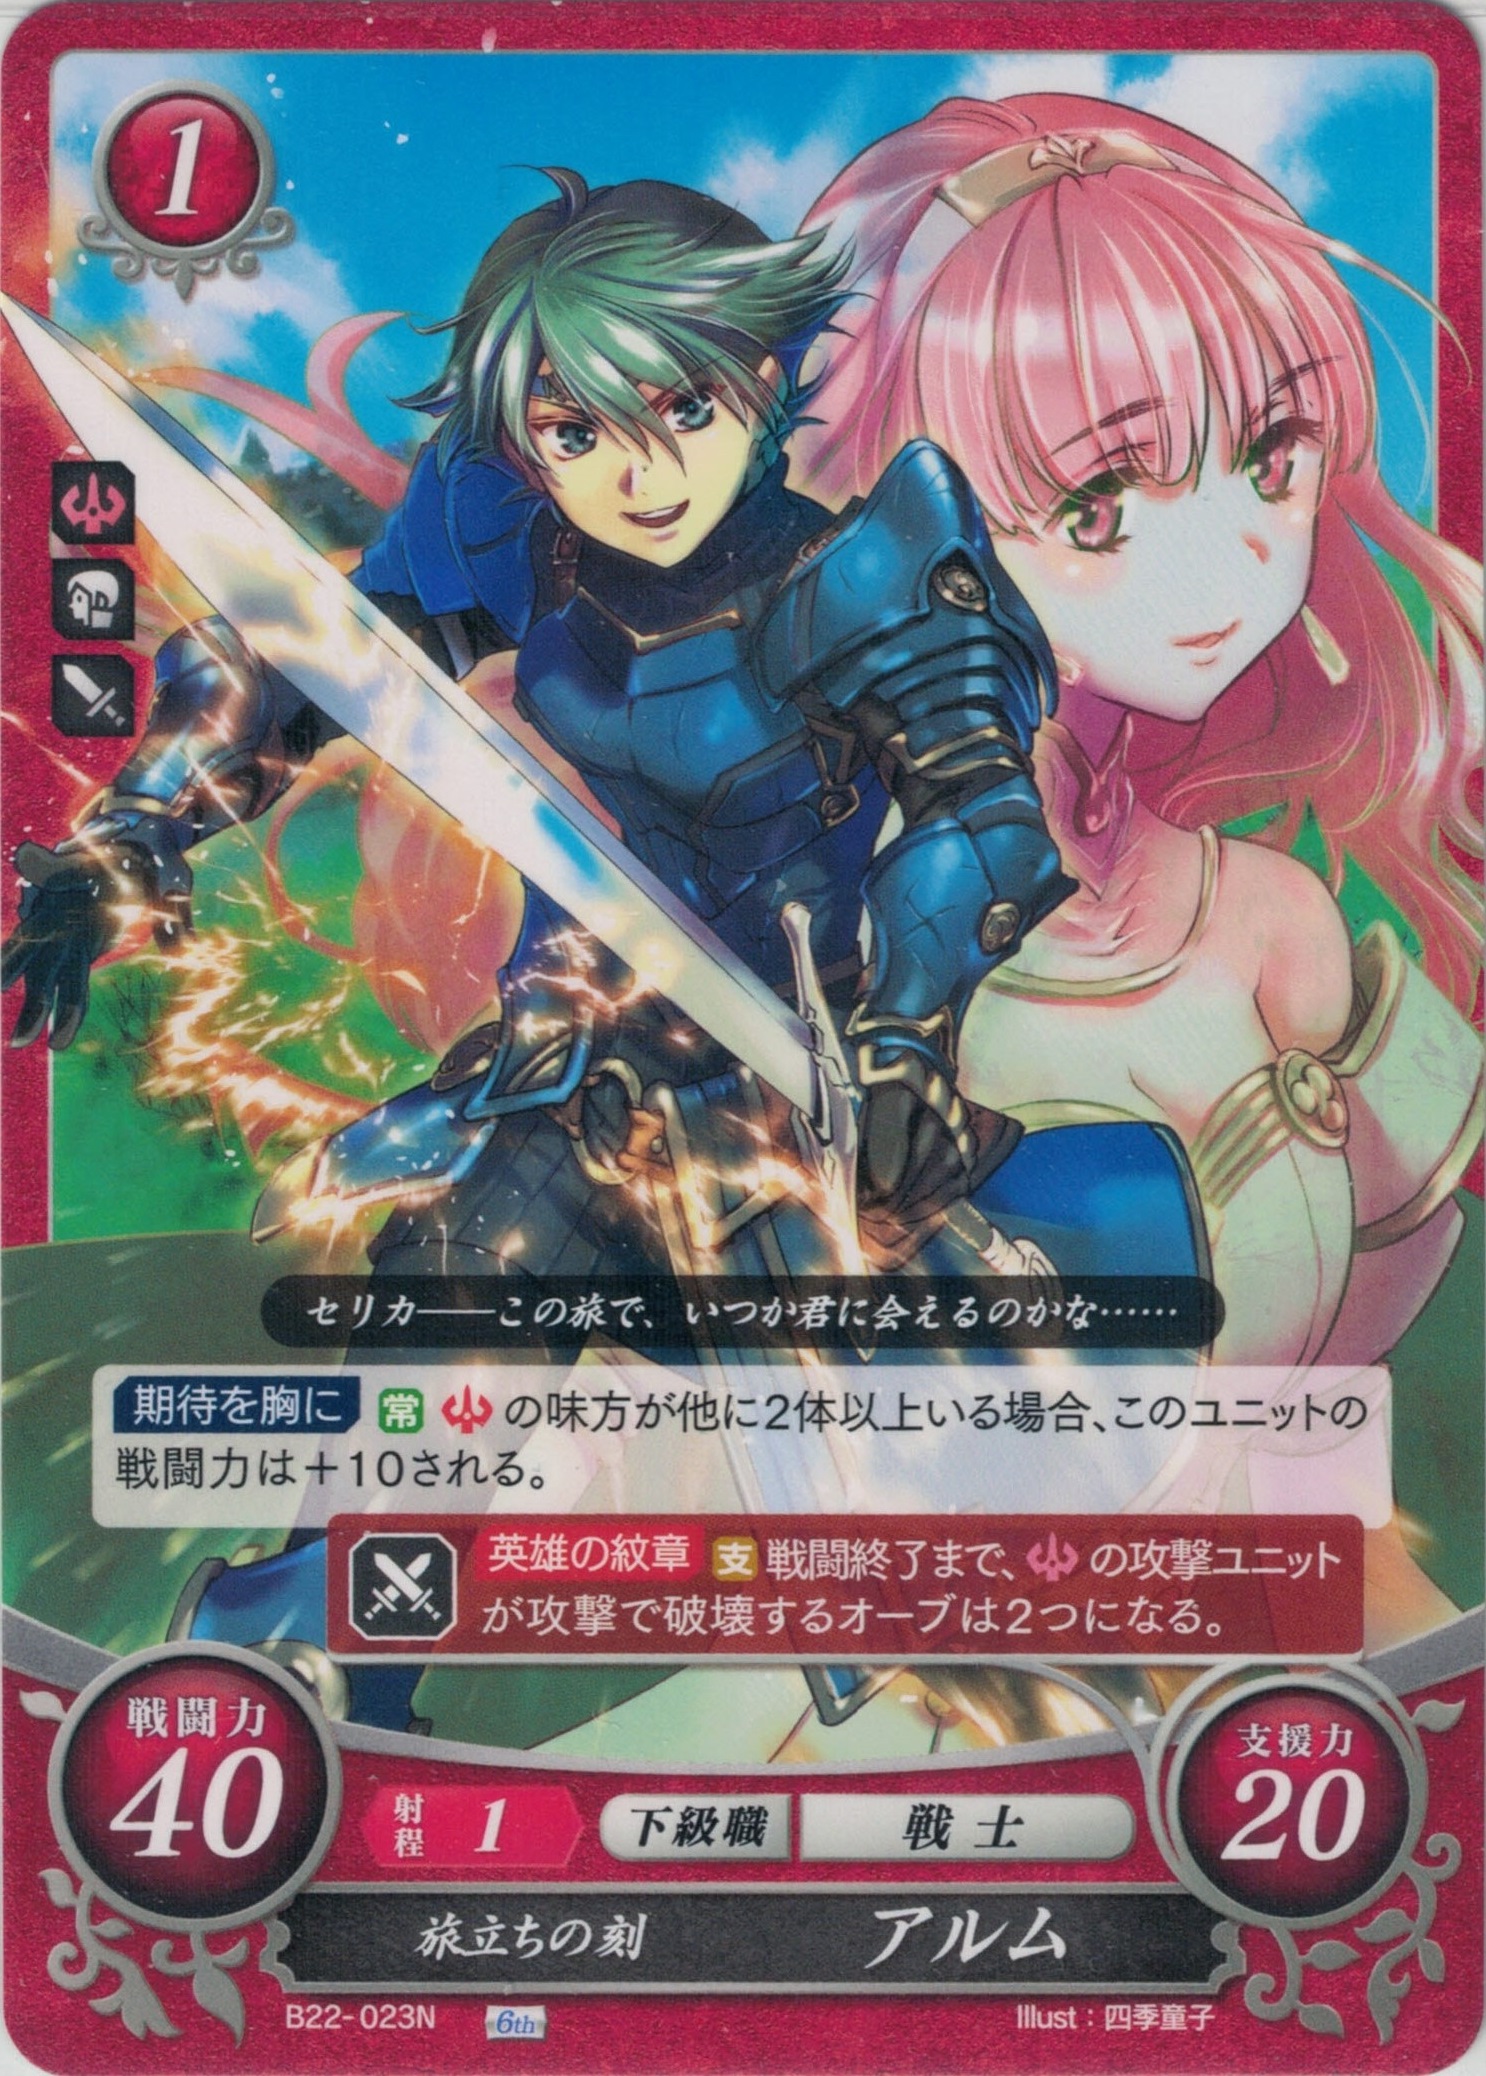 1
セリカ――この旅で、いつか君に会えるのかな……
期待を胸に 常 の味方が他に2体以上いる場合、このユニットの
戦闘力は＋10される。
英雄の紋章 支 戦闘終了まで、の攻撃ユニット
が攻撃で破壊するオーブは2つになる。
戦闘力
40
射程 1
下級職
戦士
支援力
20
旅立ちの刻 アルム
B22-023N 6th Illust：四季童子